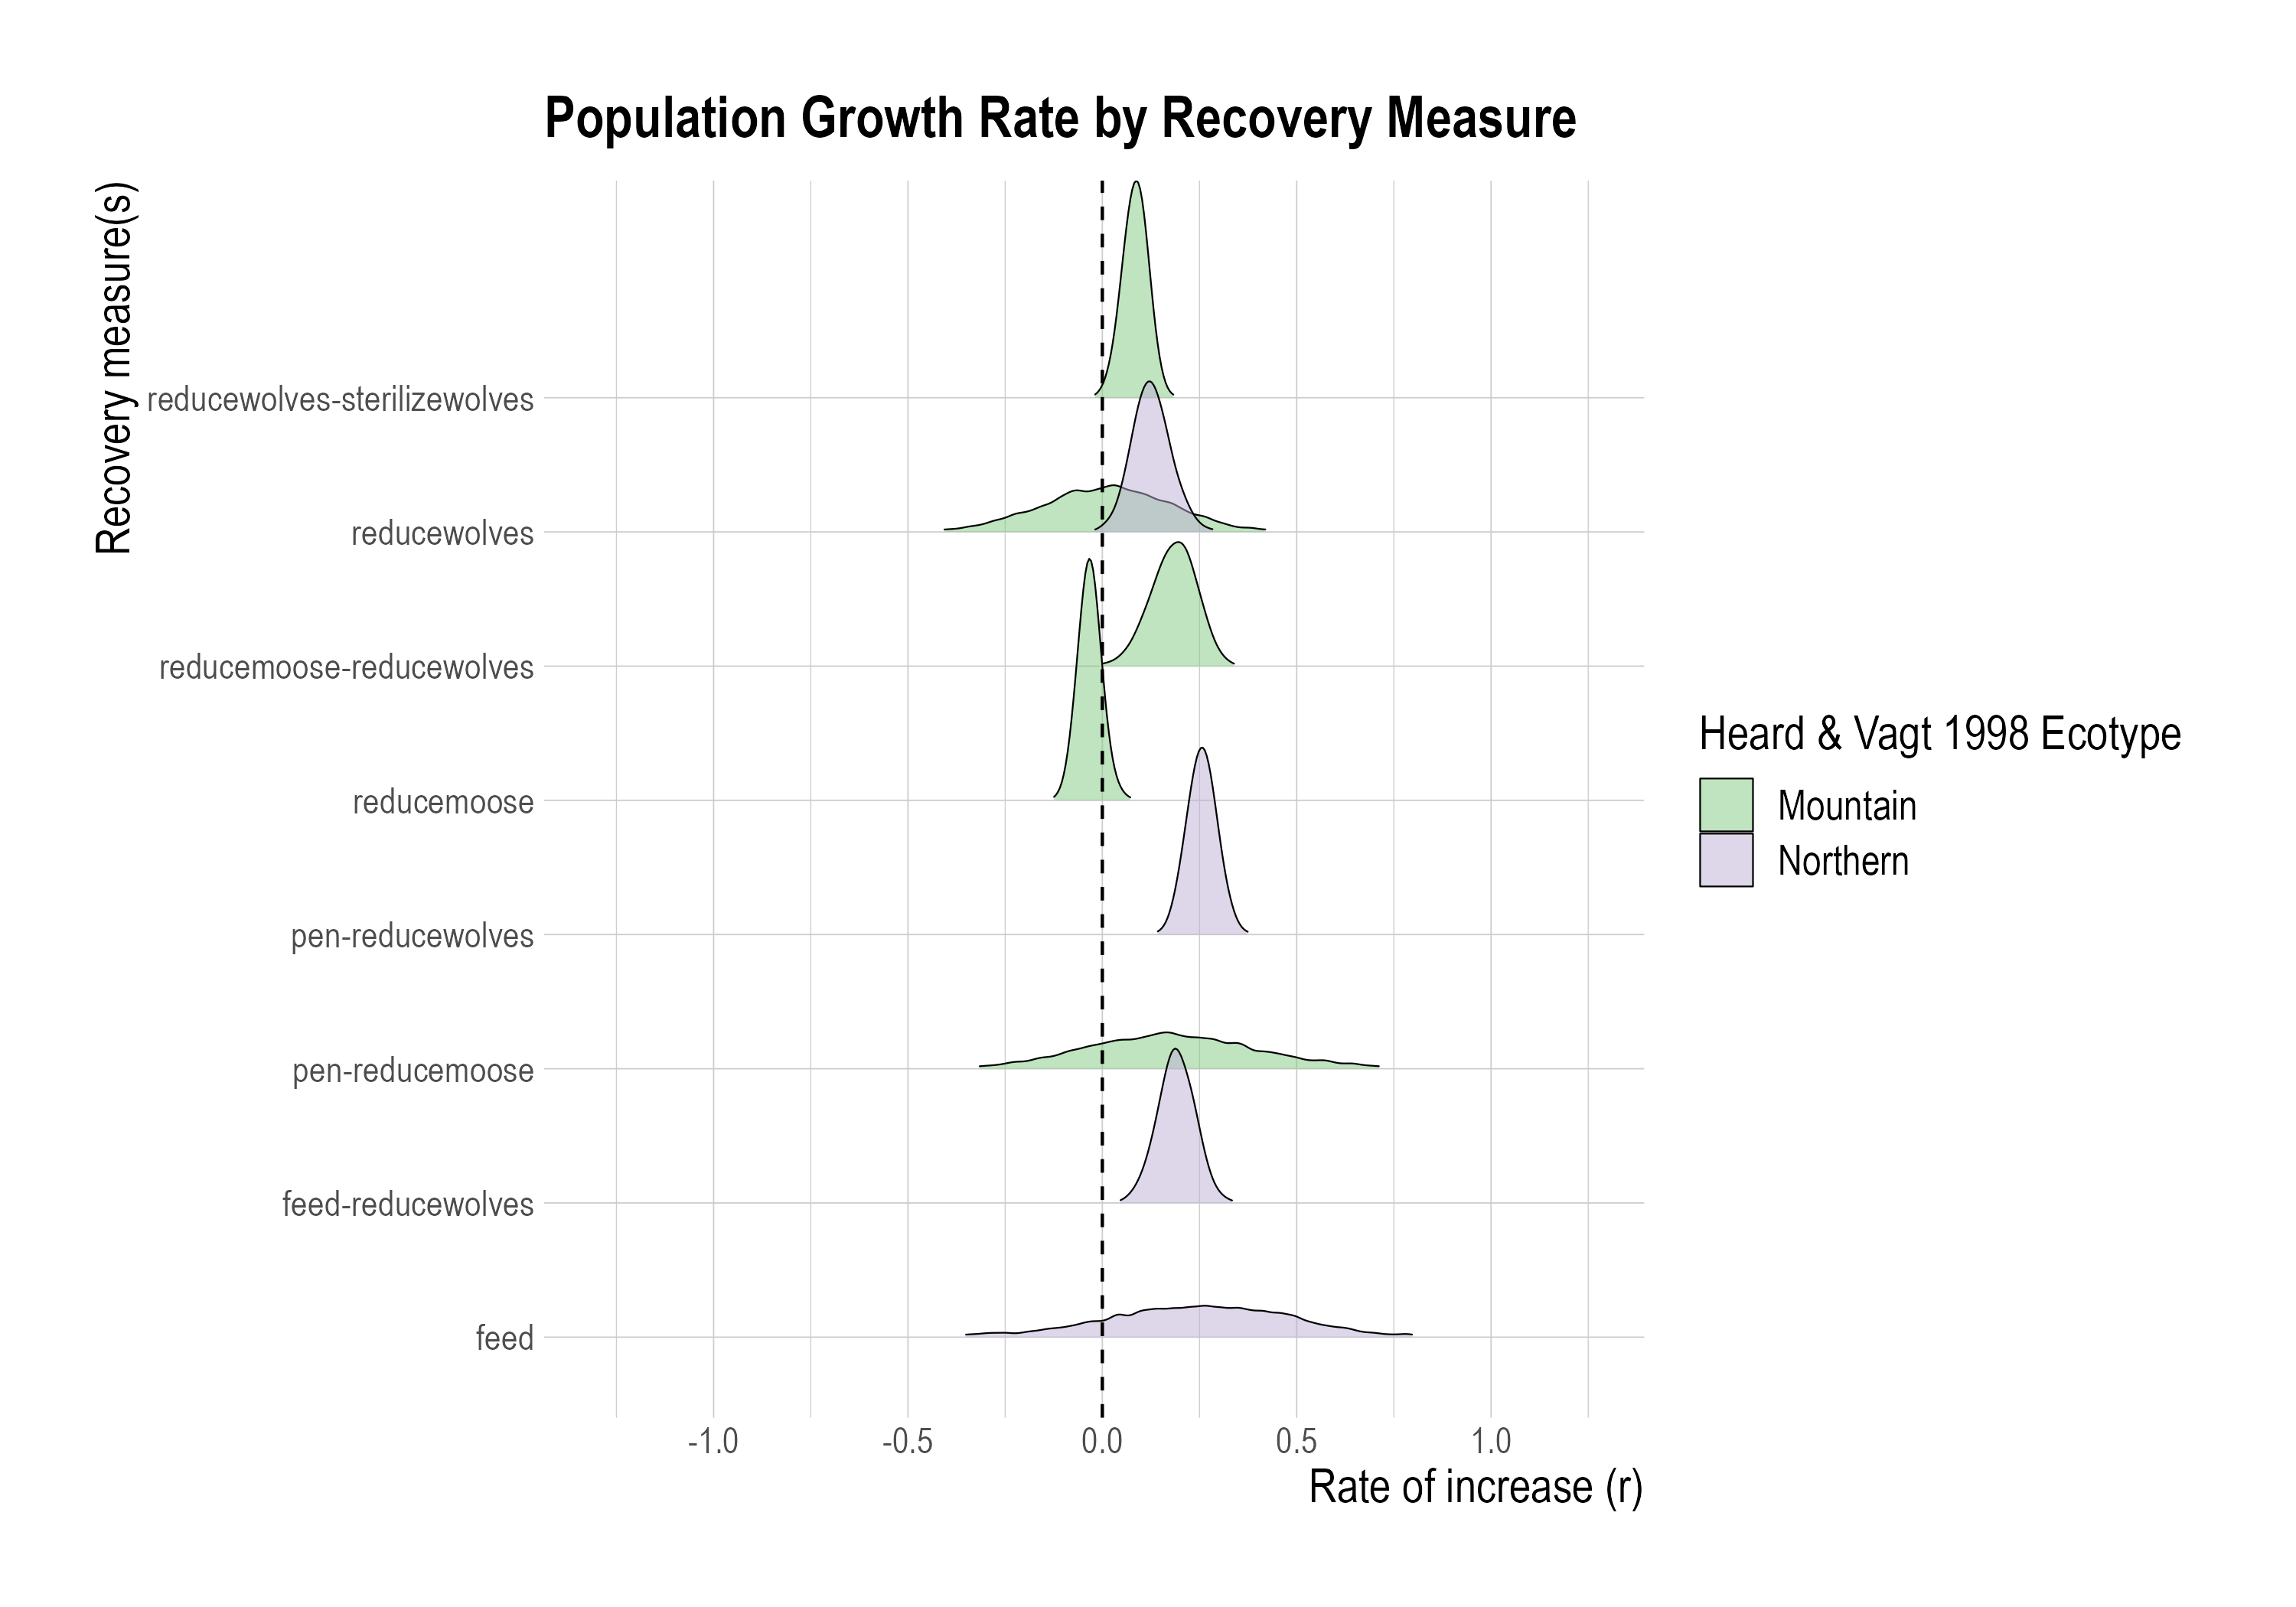 Population Growth Rate by Recovery Measure
Recovery measure(s)
reducewolves-sterilizewolves
reducewolves
reducemoose-reducewolves
reducemoose
pen-reducewolves
pen-reducemoose
feed-reducewolves
feed
-1.0 -0.5 0.0 0.5 1.0
Rate of increase (r)
Heard & Vagt 1998 Ecotype
Mountain
Northern